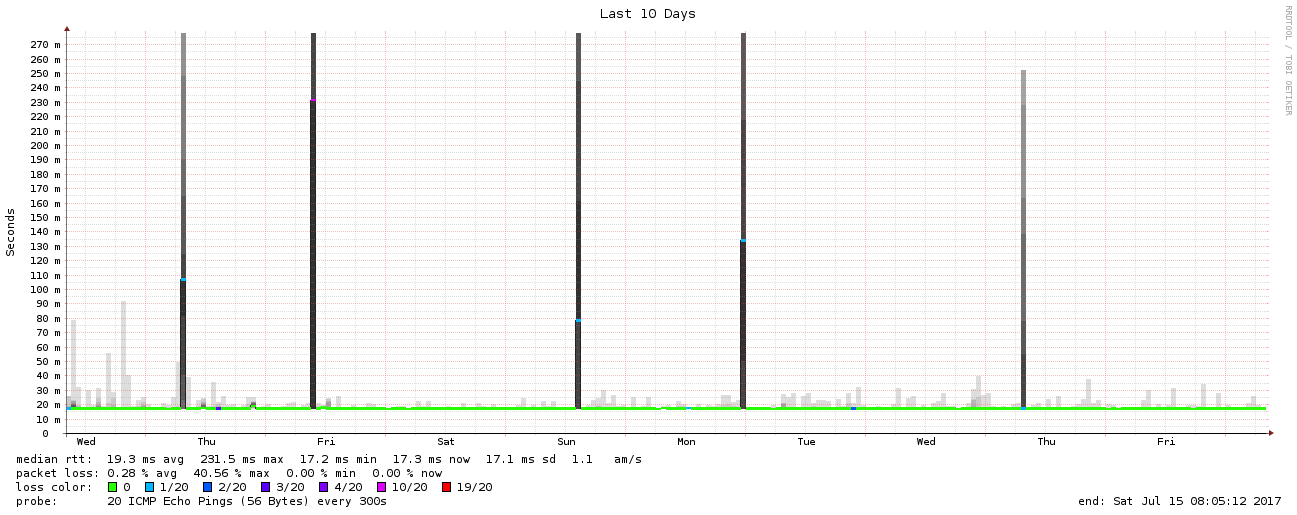 Last 10 Days
RRDTOOL / TOBI OETIKER
Seconds
270 m
260 m
250 m
240 m
230 m
220 m
210 m
200 m
190 m
180 m
170 m
160 m
150 m
140 m
130 m
120 m
110 m
100 m
90 m
80 m
70 m
60 m
50 m
40 m
30 m
20 m
10 m
0
Wed Thu Fri Sat Sun Mon Tue Wed Thu Fri
median rtt: 19.3 ms avg 231.5 ms max 17.2 ms min 17.3 ms now 17.1 ms sd 1.1 am/s
packet loss: 0.28 % avg 40.56 % max 0.00 % min 0.00 % now
loss color: 0 1/20 2/20 3/20 4/20 10/20 19/20
probe: 20 ICMP Echo Pings (56 Bytes) every 300s end: Sat Jul 15 08:05:12 2017